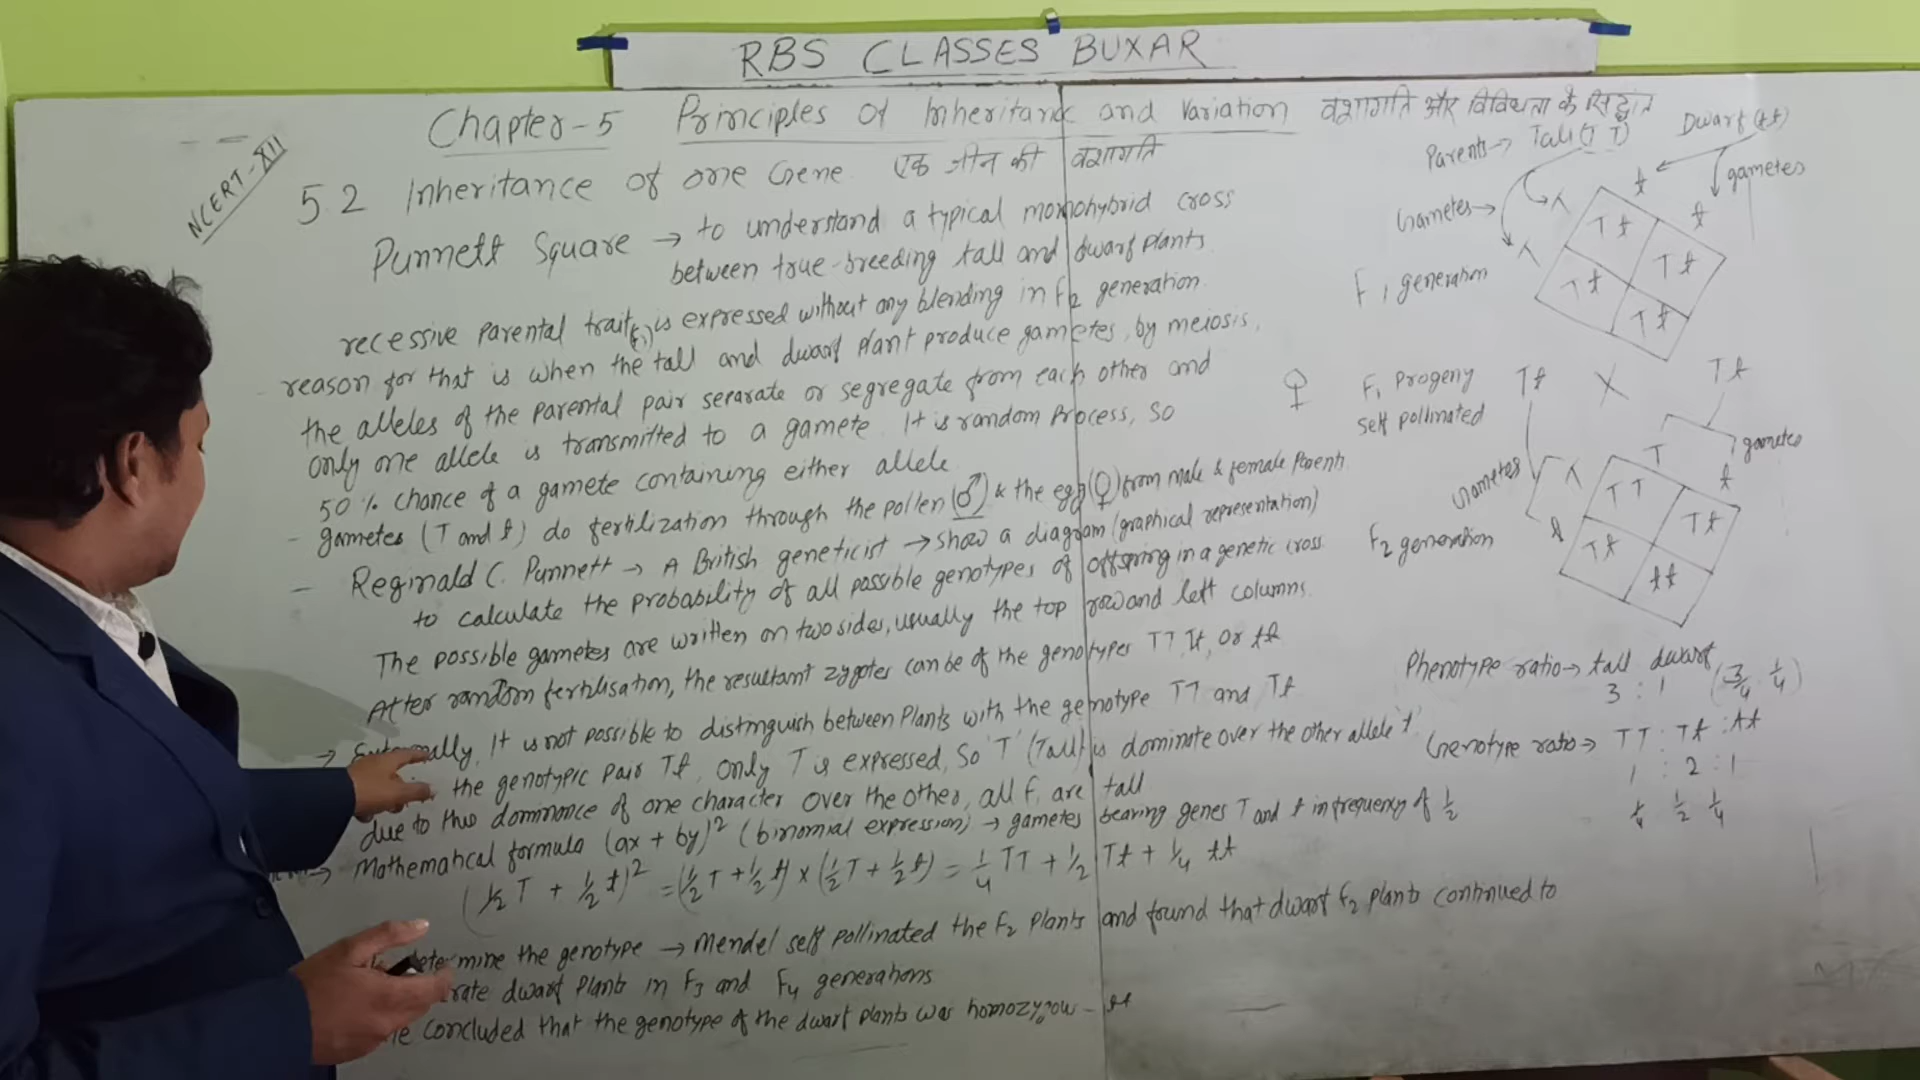 RBS CLASSES BUXAR
Chapter-5 Principles of Inheritance and Variation वंशागति और विविधता के सिद्धांत
NCERT-XII
5.2 Inheritance of one Gene एक जीन की वंशागति
Punnett Square → to understand a typical monohybrid cross
between true-breeding tall and dwarf plants.
recessive parental trait is expressed without any blending in F2 generation.
reason for that is when the tall and dwarf plant produce gametes, by meiosis,
the alleles of the parental pair separate or segregate from each other and
only one allele is transmitted to a gamete. It is random process, so
50% chance of a gamete containing either allele
- gametes (T and t) do fertilization through the pollen (♂) & the egg (♀) from male & female Parents
- Reginald C. Punnett → A British geneticist → show a diagram (graphical representation)
to calculate the probability of all possible genotypes of offspring in a genetic cross.
The possible gametes are written on two sides, usually the top row and left columns.
After random fertilisation, the resultant zygotes can be of the genotypes TT, Tt, or tt
→ Externally, It is not possible to distinguish between Plants with the genotype TT and Tt
the genotypic pair Tt, only T is expressed, so 'T' (Tall) is dominate over the other allele 't'.
due to this dominance of one character over the other, all F1 are tall
→ Mathematical formula (ax + by)² (binomial expression) → gametes bearing genes T and t in frequency of ½
(½ T + ½ t)² = (½ T + ½ t) × (½ T + ½ t) = ¼ TT + ½ Tt + ¼ tt
determine the genotype → Mendel self pollinated the F2 plants and found that dwarf F2 plants continued to
dwarf plants in F3 and F4 generations
concluded that the genotype of the dwarf plants was homozygous - tt
Parents → Tall (TT) Dwarf (tt)
Gametes → t t gametes
T T
Tt Tt
F1 generation Tt Tt
♀ F1 Progeny Tt X Tt
self pollinated
T t gametes
Gametes T t
TT Tt
F2 generation Tt tt
Phenotype ratio → tall dwarf
3 : 1 (3/4 1/4)
Genotype ratio → TT : Tt : tt
1 : 2 : 1
¼ ½ ¼